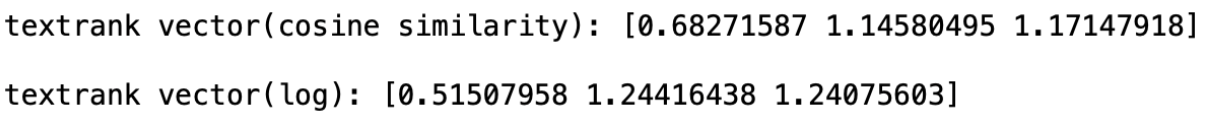 textrank vector(cosine similarity): [0.68271587 1.14580495 1.17147918]
textrank vector(log): [0.51507958 1.24416438 1.24075603]